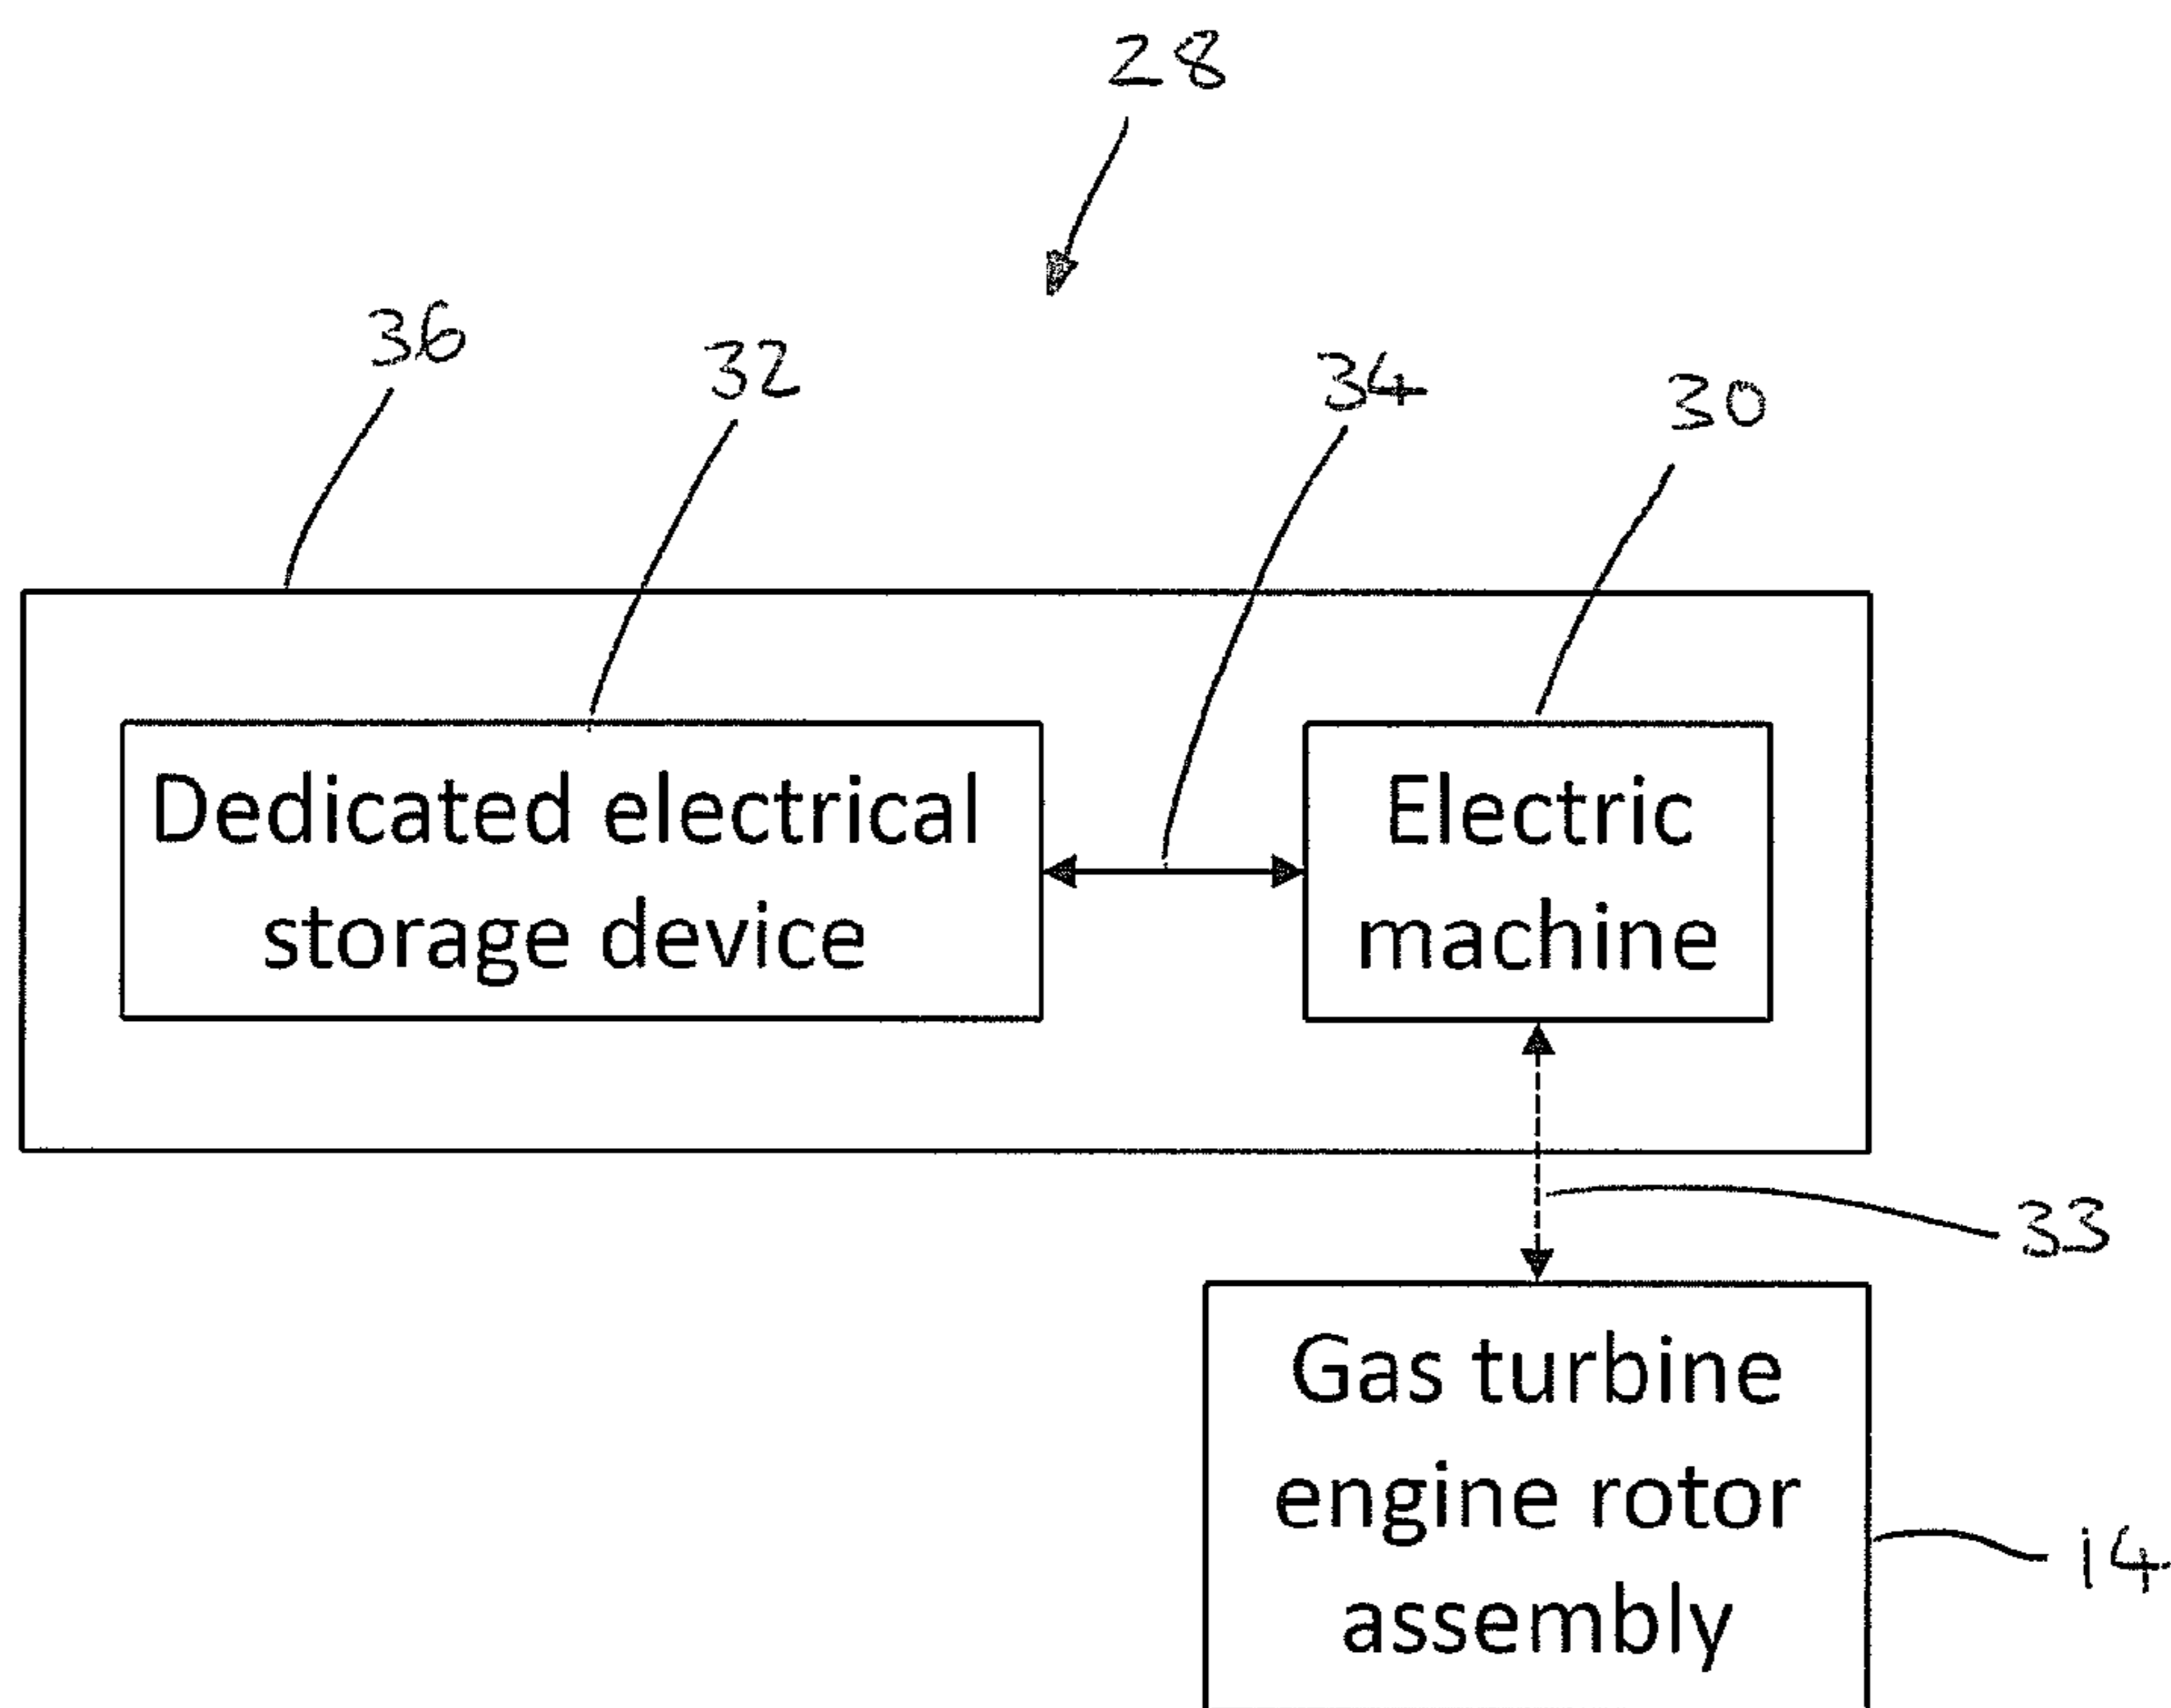 28
36
32
34
30
Dedicated electrical
storage device
Electric
machine
33
Gas turbine
engine rotor
assembly
14